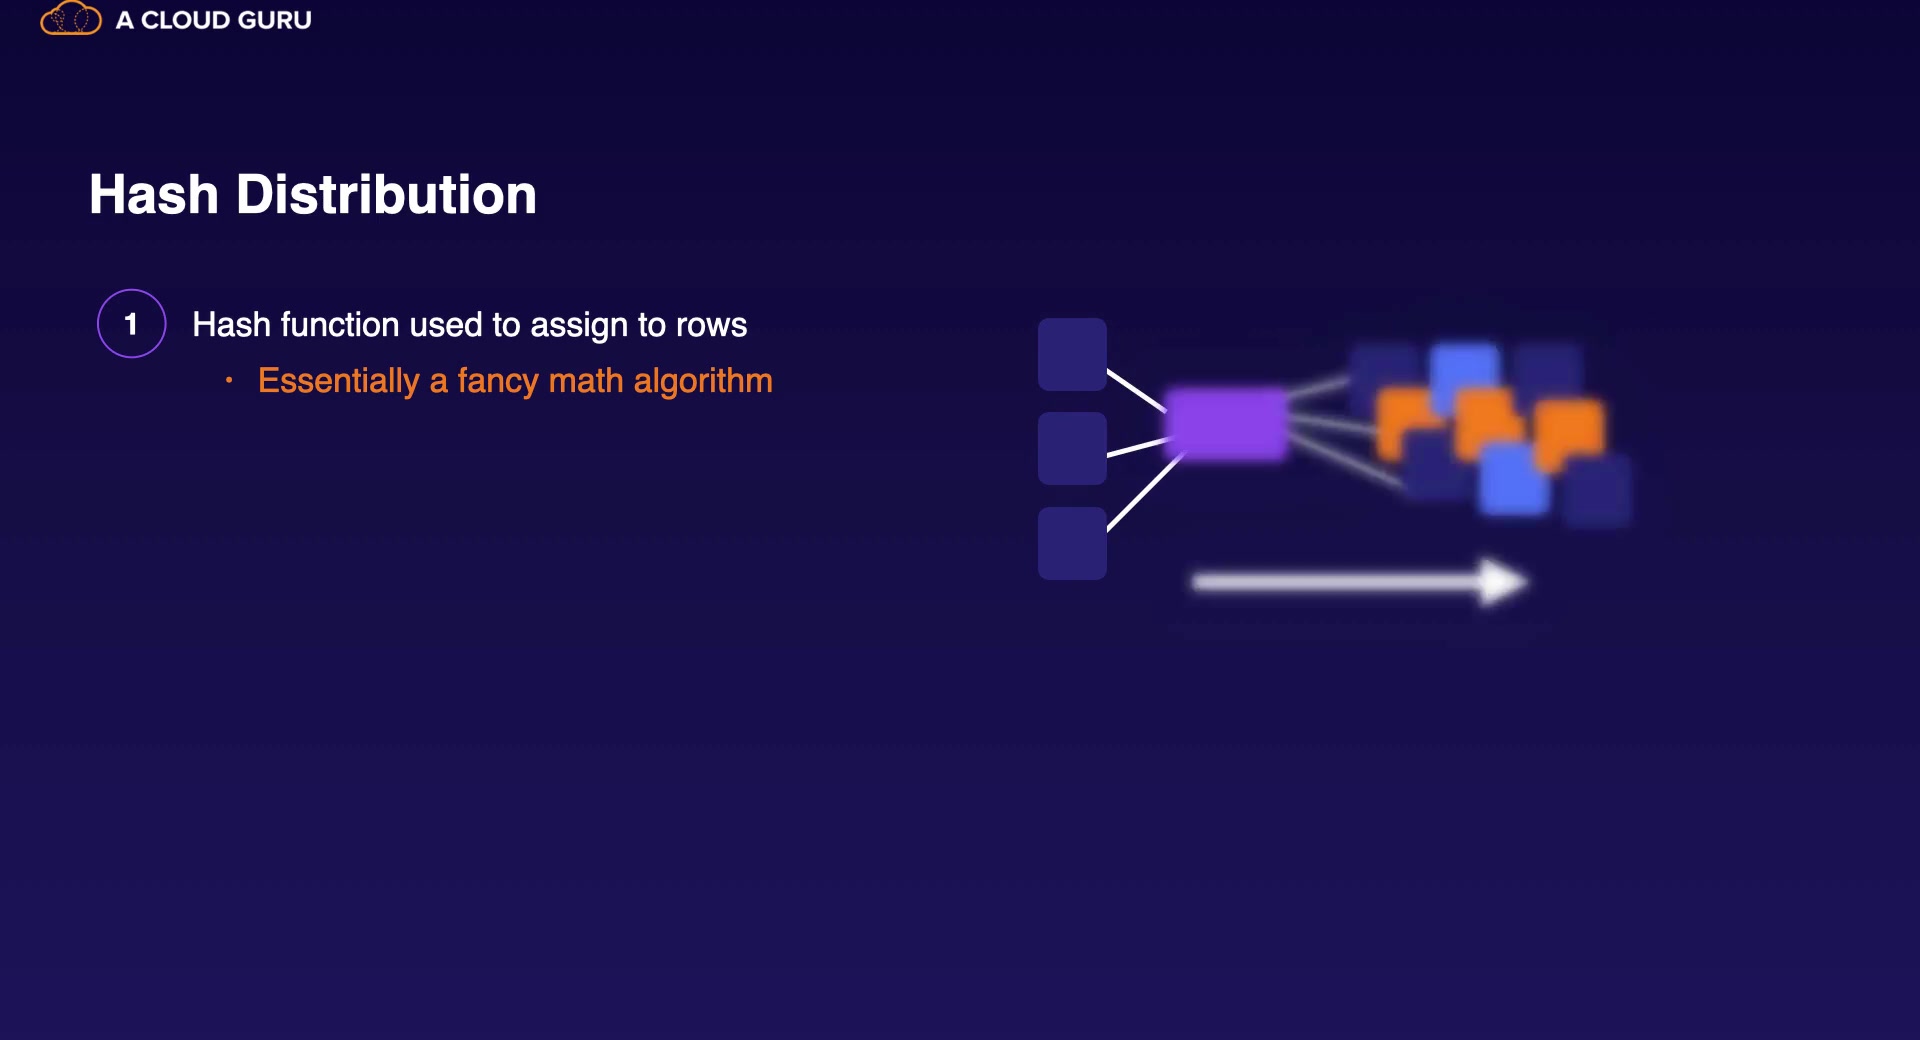 A CLOUD GURU
Hash Distribution
1 Hash function used to assign to rows
• Essentially a fancy math algorithm